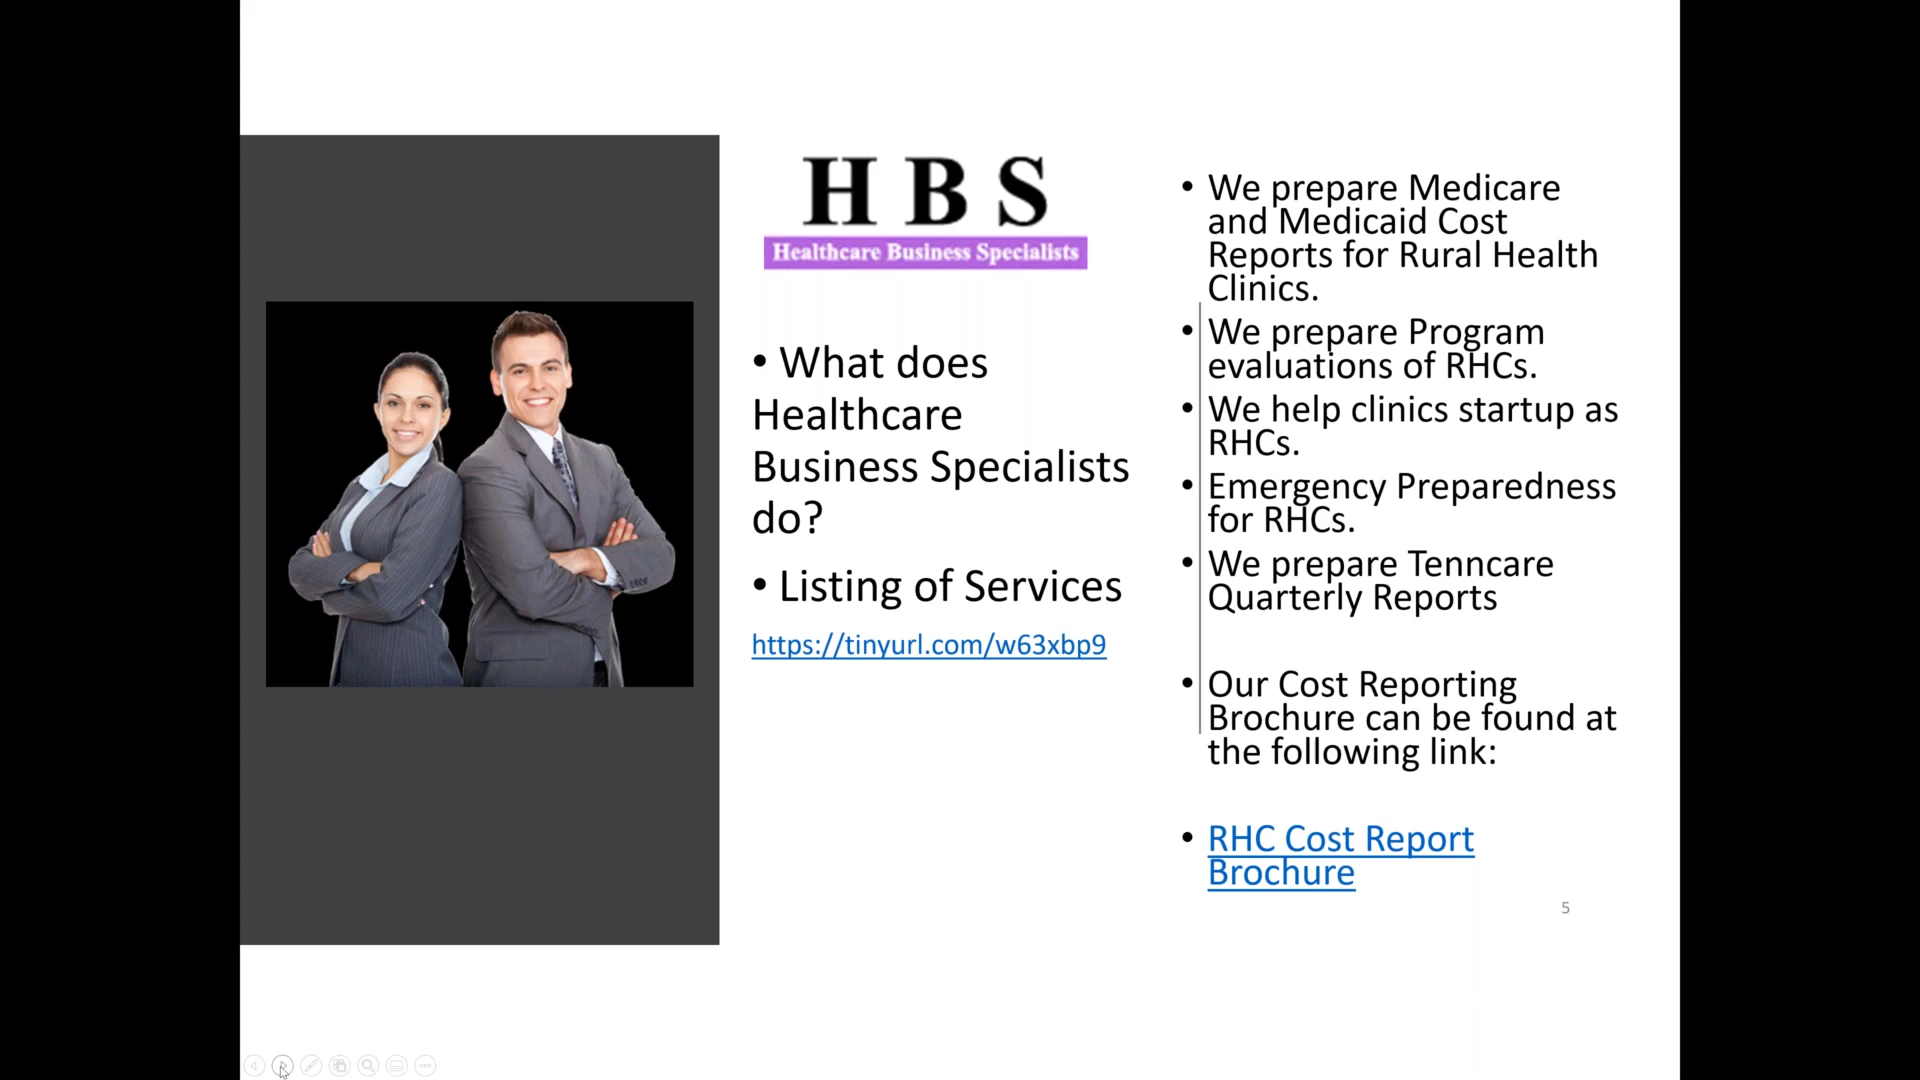 H B S
Healthcare Business Specialists
• What does
Healthcare
Business Specialists
do?
• Listing of Services
https://tinyurl.com/w63xbp9
• We prepare Medicare
and Medicaid Cost
Reports for Rural Health
Clinics.
• We prepare Program
evaluations of RHCs.
• We help clinics startup as
RHCs.
• Emergency Preparedness
for RHCs.
• We prepare Tenncare
Quarterly Reports
• Our Cost Reporting
Brochure can be found at
the following link:
• RHC Cost Report
Brochure
5